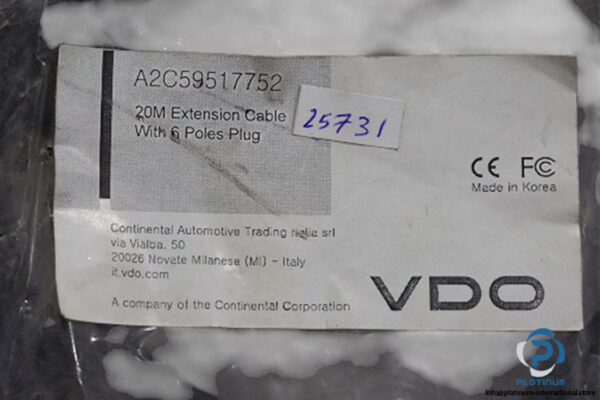 A2C59517752
20M Extension Cable
With 6 Poles Plug
25731
CE FC
Made in Korea
Continental Automotive Trading Italia srl
via Vialba, 50
20026 Novate Milanese (MI) - Italy
it.vdo.com
A company of the Continental Corporation
VDO
PLATINUM
info@platinum-international.store